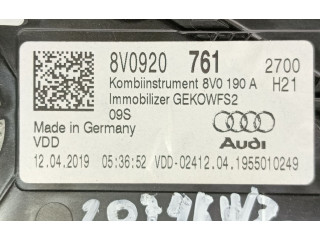 8V0920 761 2700
Kombiinstrument 8V0 190 A H21
Immobilizer GEKOWFS2
09S
Made in Germany
VDD Audi
12.04.2019 05:36:52 VDD-02412.04.1955010249